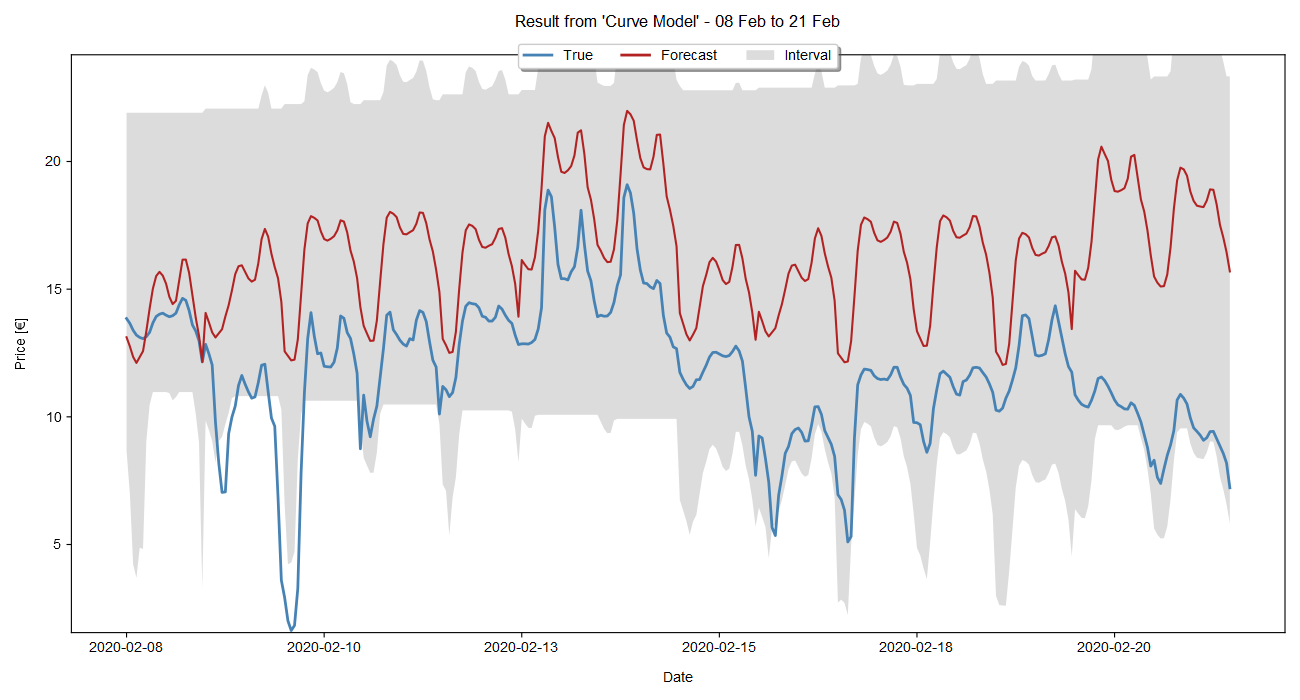 Result from 'Curve Model' - 08 Feb to 21 Feb
True Forecast Interval
Price [€]
20
15
10
5
2020-02-08 2020-02-10 2020-02-13 2020-02-15 2020-02-18 2020-02-20
Date